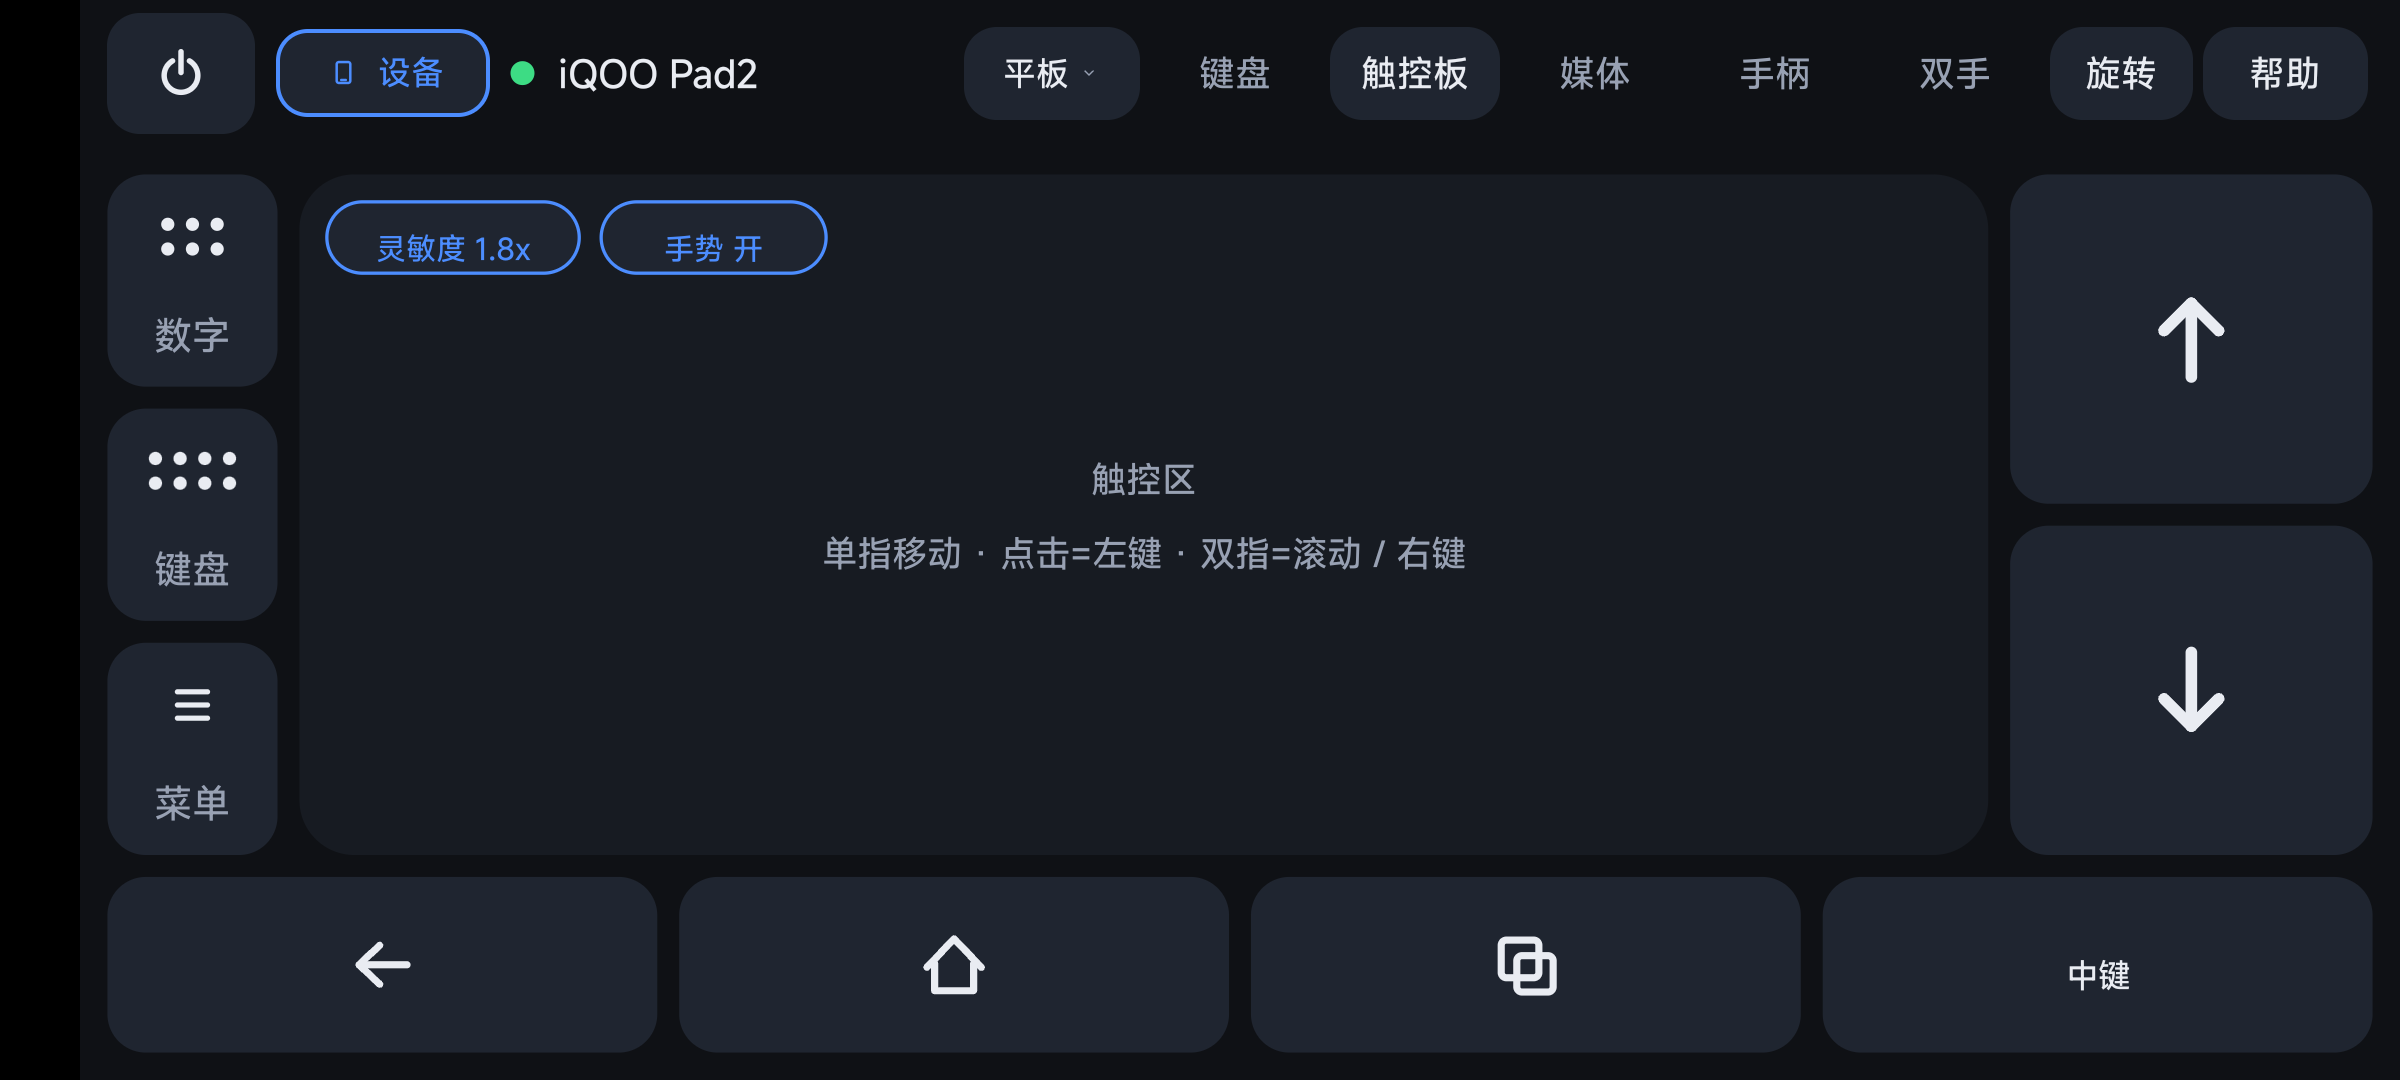 设备 iQOO Pad2 平板 键盘 触控板 媒体 手柄 双手 旋转 帮助
灵敏度 1.8x 手势 开
数字
键盘
菜单
触控区
单指移动 · 点击=左键 · 双指=滚动 / 右键
中键